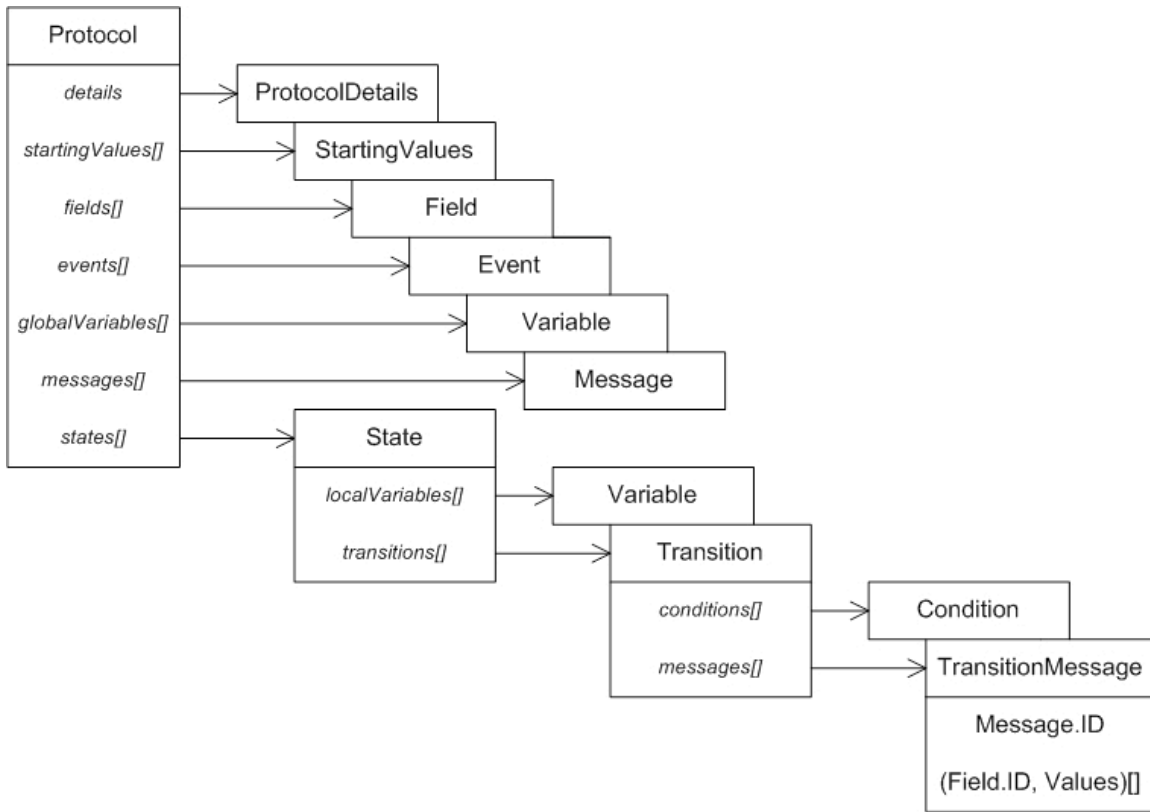 Protocol
details
ProtocolDetails
startingValues[]
StartingValues
fields[]
Field
events[]
Event
globalVariables[]
Variable
messages[]
Message
states[]
State
localVariables[]
Variable
transitions[]
Transition
conditions[]
Condition
messages[]
TransitionMessage
Message.ID
(Field.ID, Values)[]